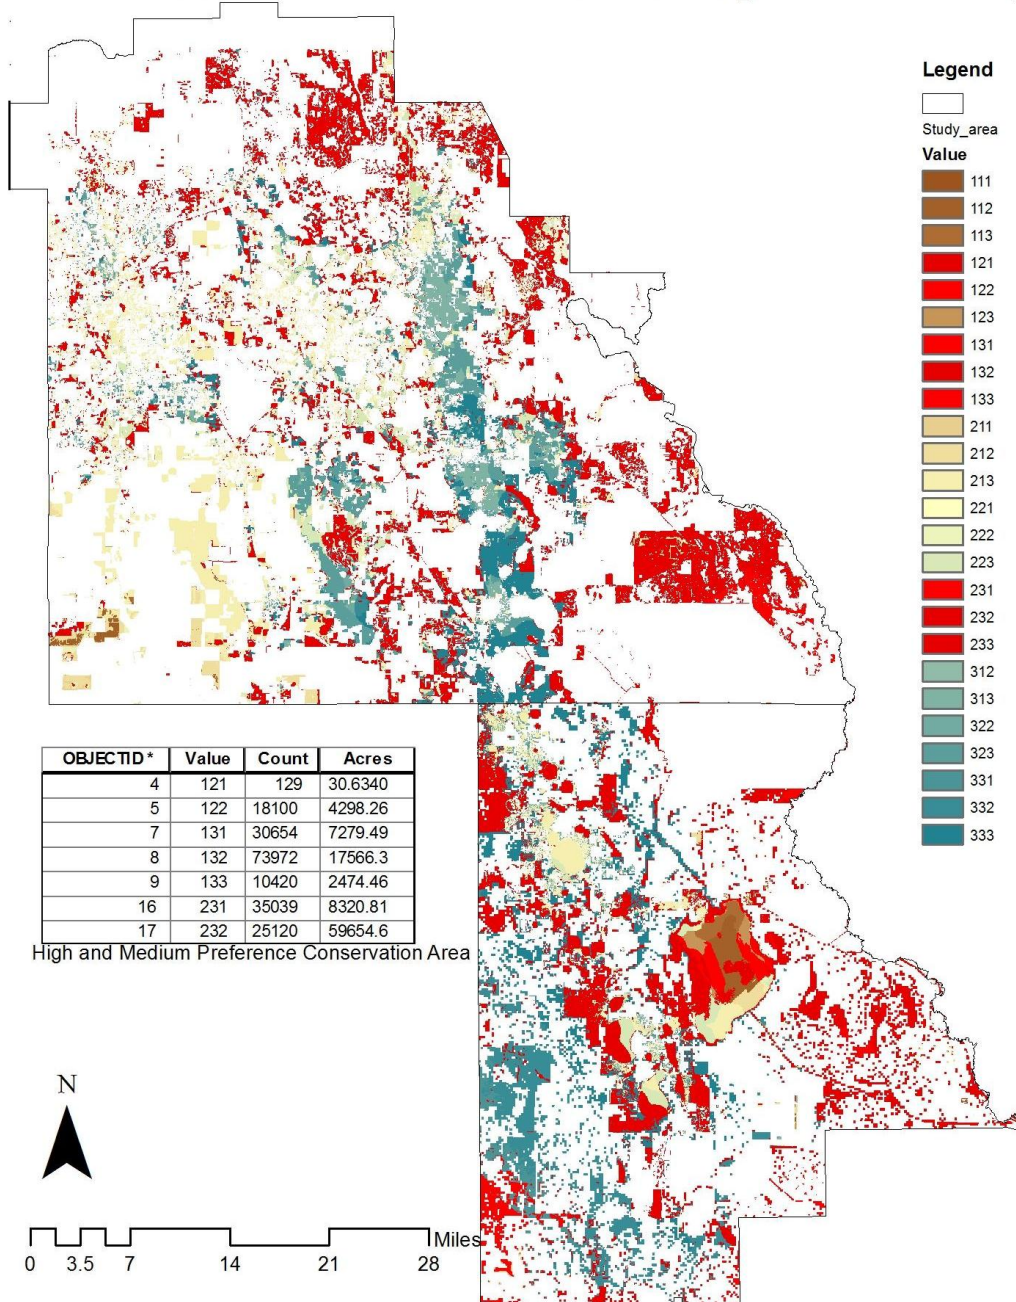 Legend
Study_area
Value
111
112
113
121
122
123
131
132
133
211
212
213
221
222
223
231
232
233
312
313
322
323
331
332
333
OBJECTID * Value Count Acres
4 121 129 30.6340
5 122 18100 4298.26
7 131 30654 7279.49
8 132 73972 17566.3
9 133 10420 2474.46
16 231 35039 8320.81
17 232 25120 59654.6
High and Medium Preference Conservation Area
N
Miles
0 3.5 7 14 21 28